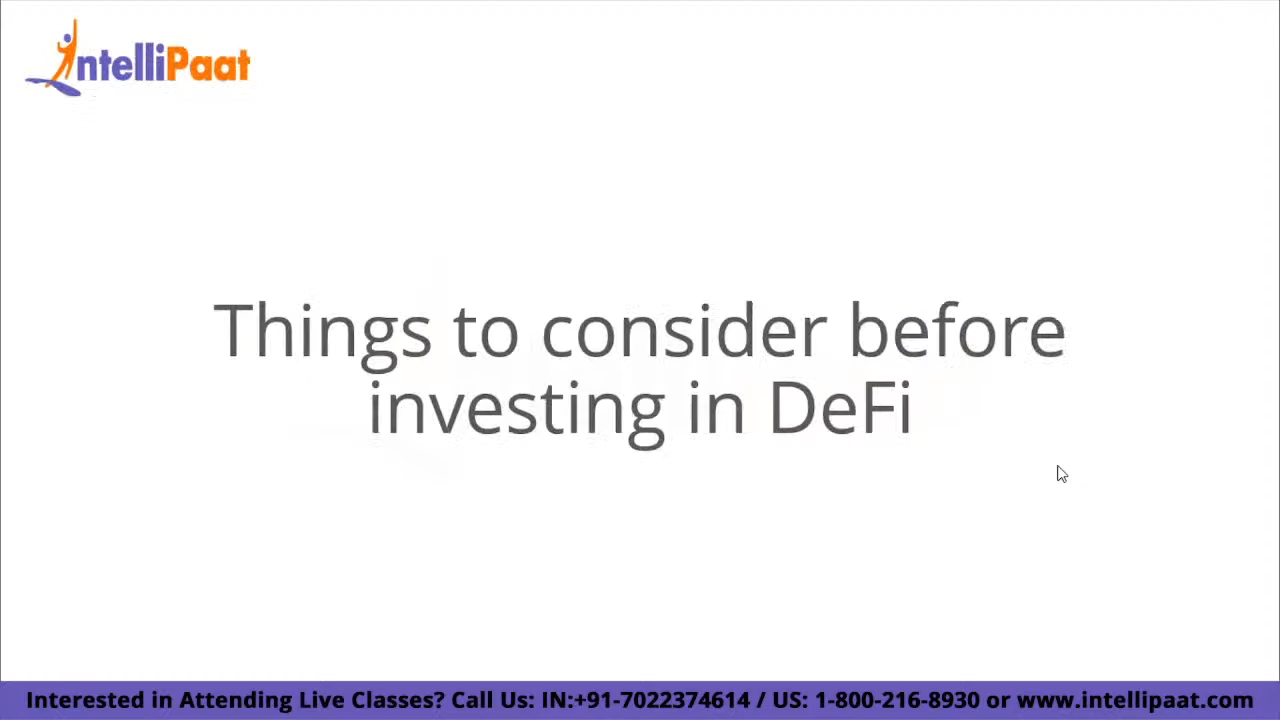 IntelliPaat
Things to consider before
investing in DeFi
Interested in Attending Live Classes? Call Us: IN:+91-7022374614 / US: 1-800-216-8930 or www.intellipaat.com